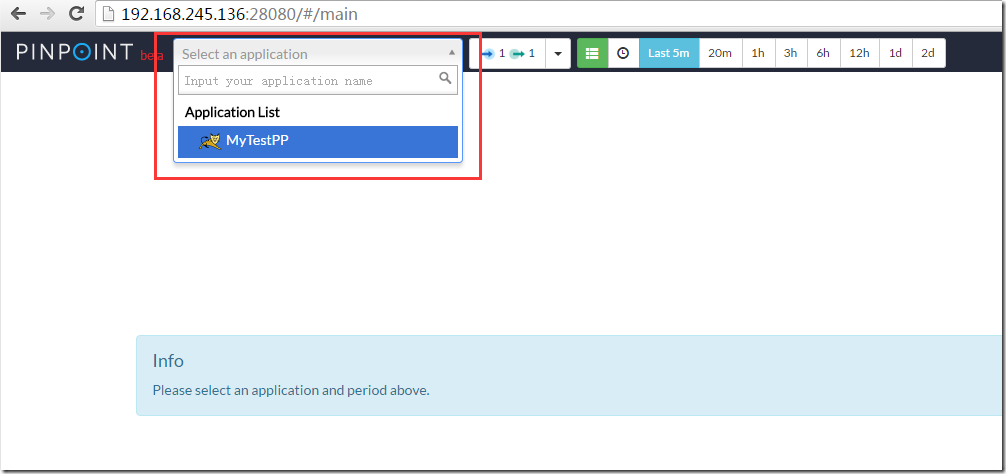 192.168.245.136:28080/#/main
PINPOINT beta Select an application 1 1 Last 5m 20m 1h 3h 6h 12h 1d 2d
Input your application name
Application List
MyTestPP
Info
Please select an application and period above.